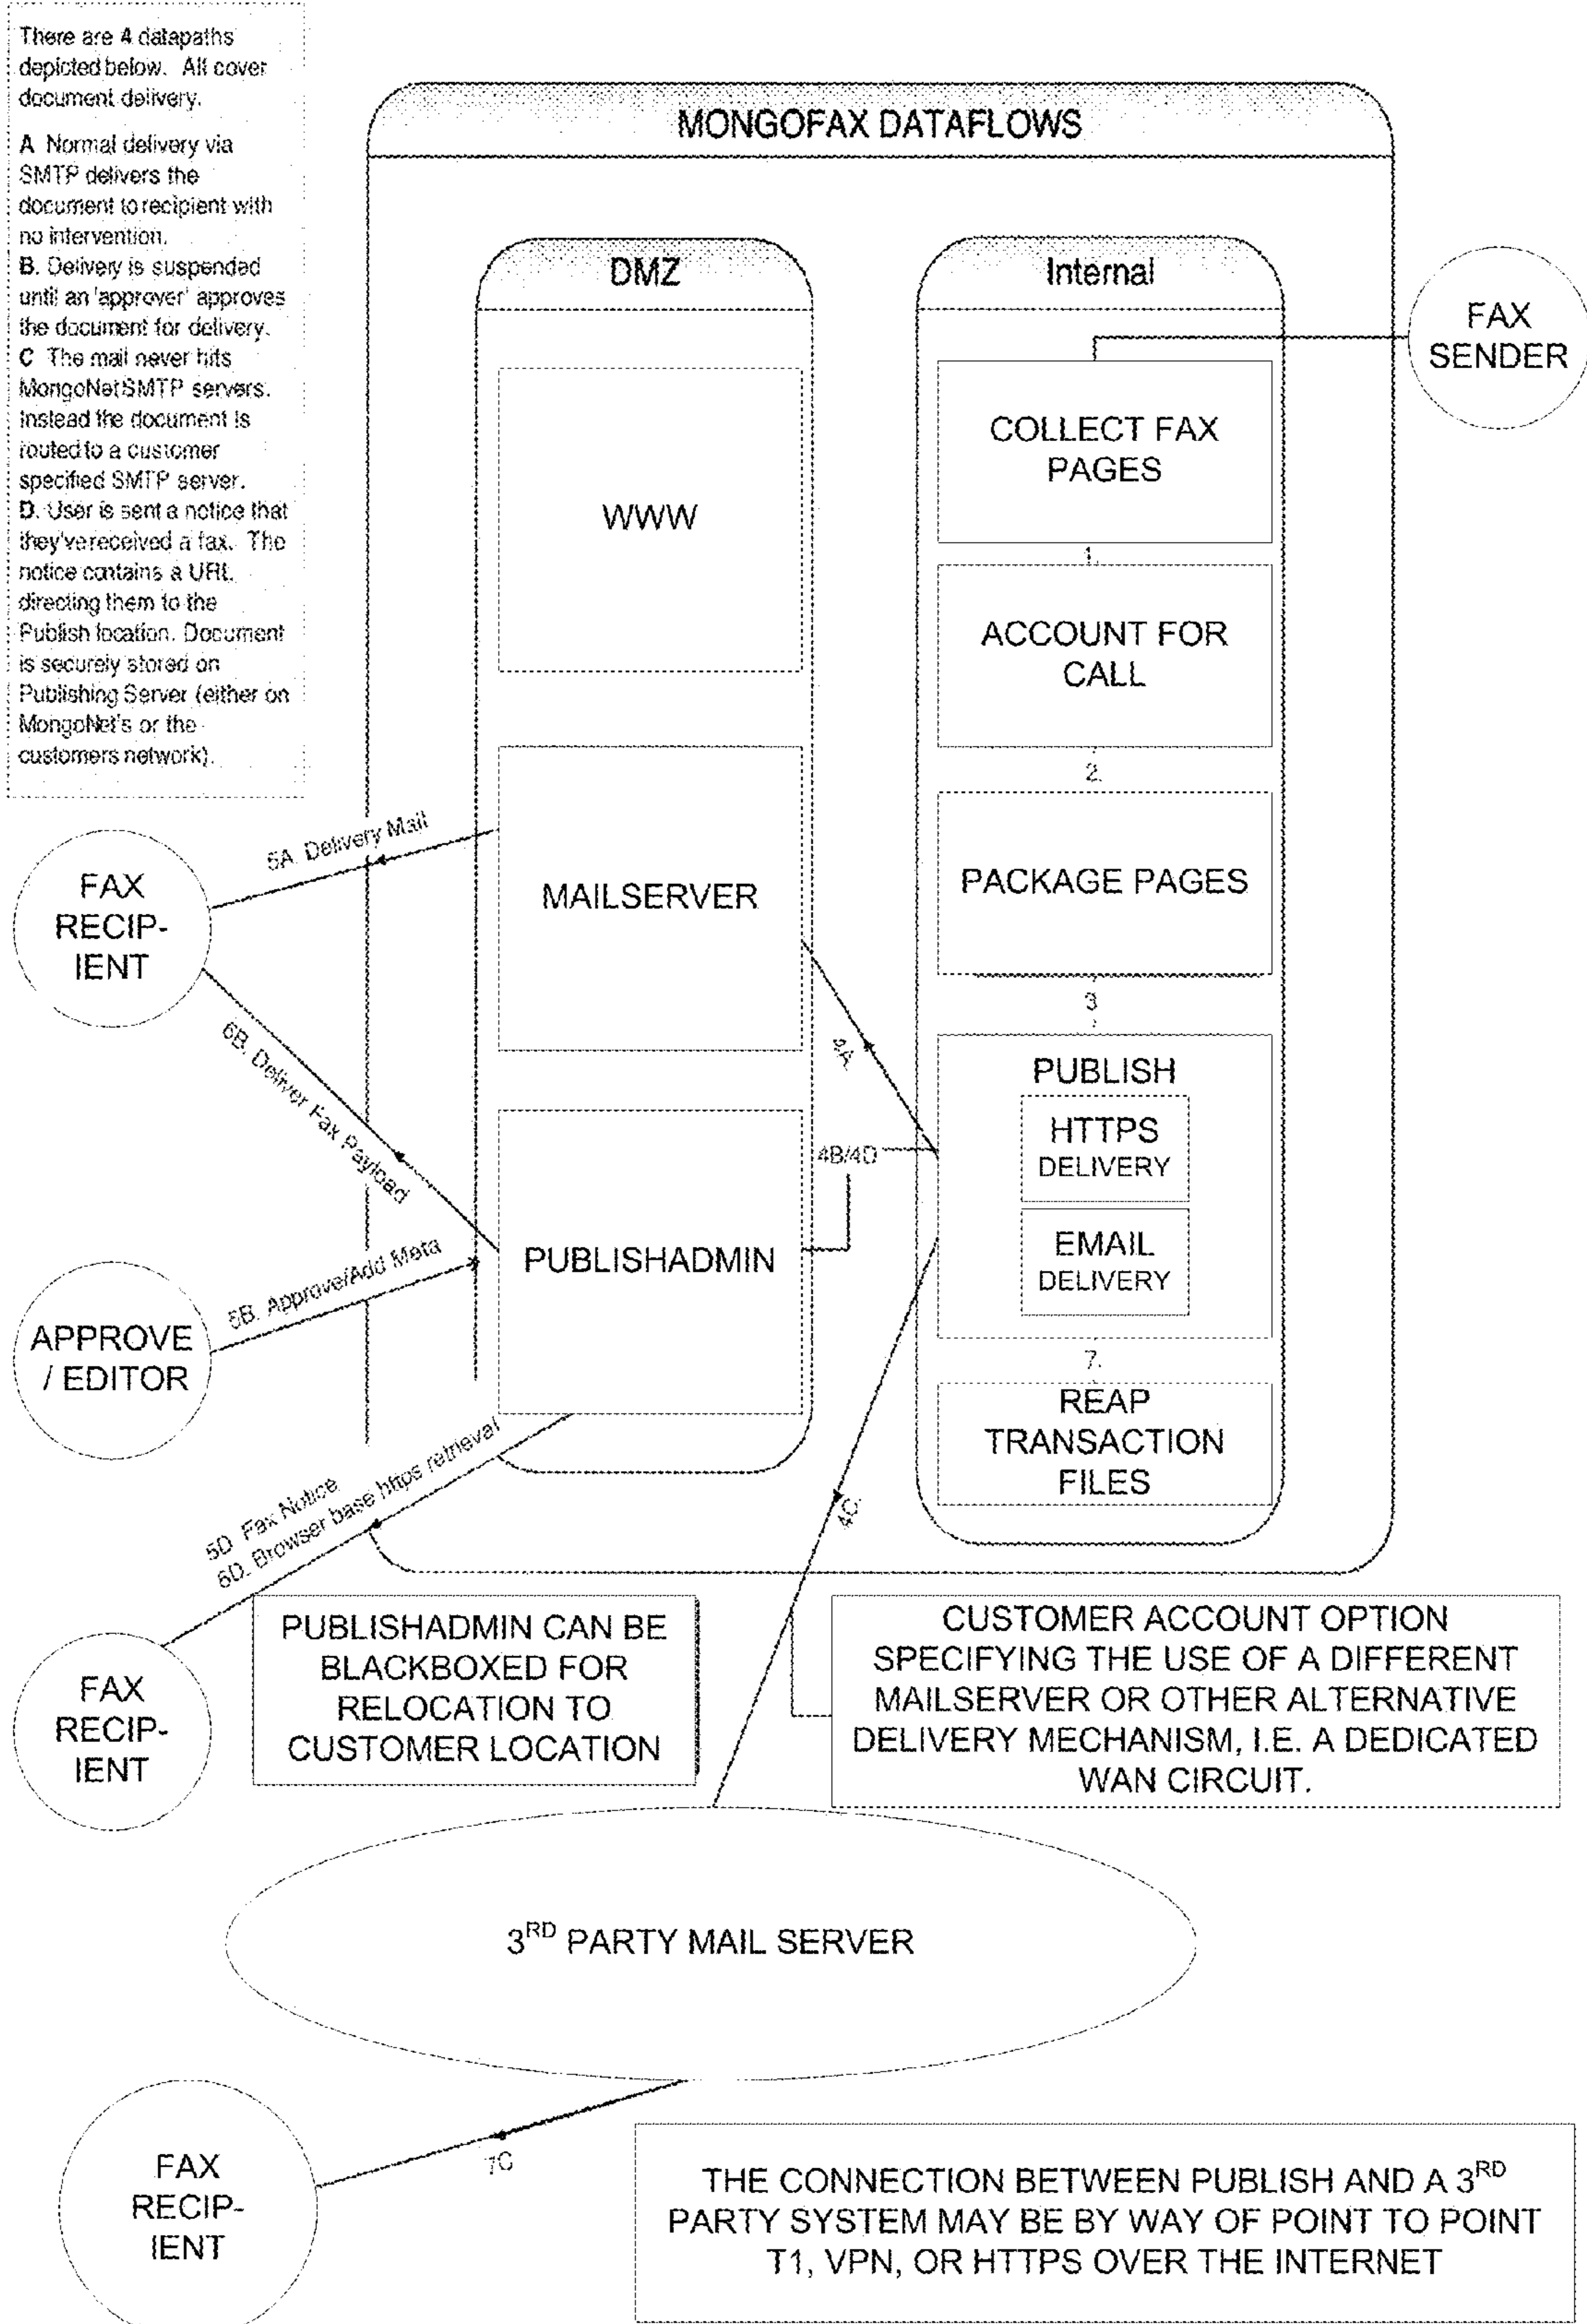 There are 4 datapaths
depicted below. All cover
document delivery.
A Normal delivery via
SMTP delivers the
document to recipient with
no intervention.
B. Delivery is suspended
until an 'approver' approves
the document for delivery.
C The mail never hits
MongoNet SMTP servers.
Instead the document is
routed to a customer
specified SMTP server.
D. User is sent a notice that
they've received a fax. The
notice contains a URL
directing them to the
Publish location. Document
is securely stored on
Publishing Server (either on
MongoNet's or the
customers network).
MONGOFAX DATAFLOWS
DMZ
Internal
FAX
SENDER
COLLECT FAX
PAGES
WWW
1.
ACCOUNT FOR
CALL
2.
PACKAGE PAGES
5A. Delivery Mail
MAILSERVER
FAX
RECIP-
IENT
3
4A
6B. Deliver Fax Payload
PUBLISH
HTTPS
DELIVERY
4B/4D
EMAIL
DELIVERY
PUBLISHADMIN
5B. Approve/Add Meta
APPROVE
/ EDITOR
7.
REAP
TRANSACTION
FILES
5D. Fax Notice
6D. Browser base https retrieval
4C
FAX
RECIP-
IENT
PUBLISHADMIN CAN BE
BLACKBOXED FOR
RELOCATION TO
CUSTOMER LOCATION
CUSTOMER ACCOUNT OPTION
SPECIFYING THE USE OF A DIFFERENT
MAILSERVER OR OTHER ALTERNATIVE
DELIVERY MECHANISM, I.E. A DEDICATED
WAN CIRCUIT.
3RD PARTY MAIL SERVER
7C
FAX
RECIP-
IENT
THE CONNECTION BETWEEN PUBLISH AND A 3RD
PARTY SYSTEM MAY BE BY WAY OF POINT TO POINT
T1, VPN, OR HTTPS OVER THE INTERNET